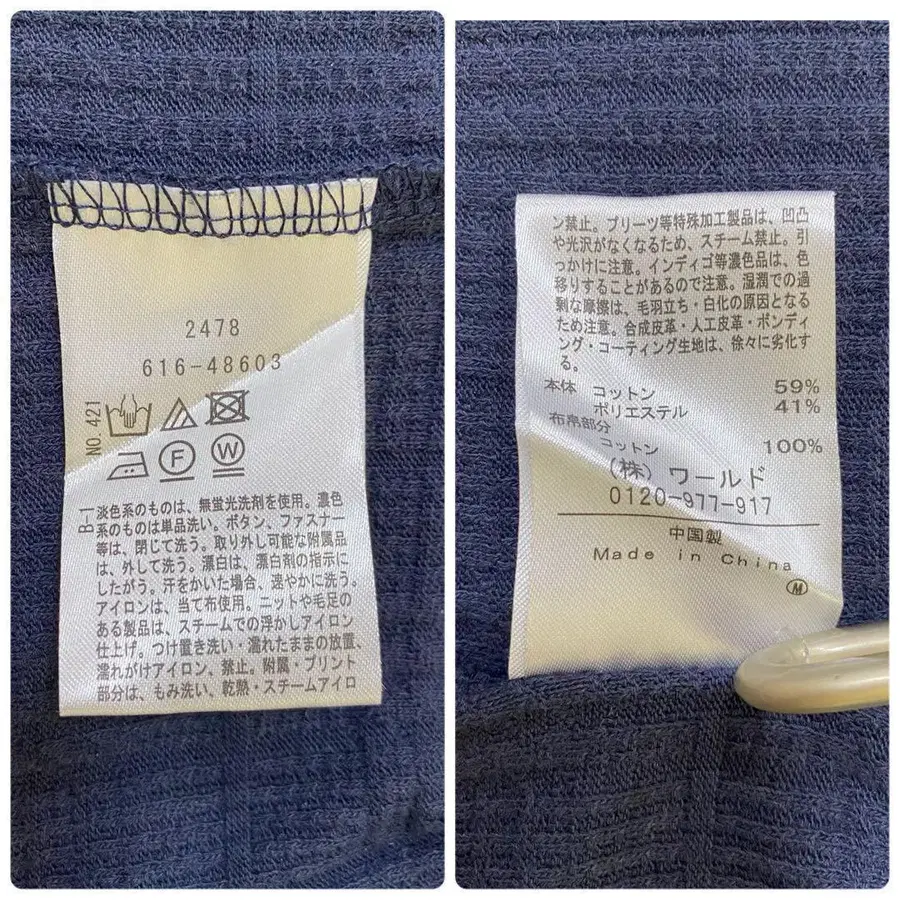 2478
616-48603
NO. 421
F
W
B-1
淡色系のものは、無蛍光洗剤を使用。濃色
系のものは単品洗い。ボタン、ファスナー
等は、閉じて洗う。取り外し可能な附属品
は、外して洗う。漂白は、漂白剤の指示に
したがう。汗をかいた場合、速やかに洗う。
アイロンは、当て布使用。ニットや毛足の
ある製品は、スチームでの浮かしアイロン
仕上げ。つけ置き洗い・濡れたままの放置、
濡れがけアイロン、禁止。附属・プリント
部分は、もみ洗い、乾熱・スチームアイロ
ン禁止。プリーツ等特殊加工製品は、凹凸
や光沢がなくなるため、スチーム禁止。引
っかけに注意。インディゴ等濃色品は、色
移りすることがあるので注意。湿潤での過
剰な摩擦は、毛羽立ち・白化の原因となる
ため注意。合成皮革・人工皮革・ボンディ
ング・コーティング生地は、徐々に劣化す
る。
本体 コットン 59%
ポリエステル 41%
布帛部分
コットン 100%
(株) ワールド
0120-977-917
中国製
Made in China
M